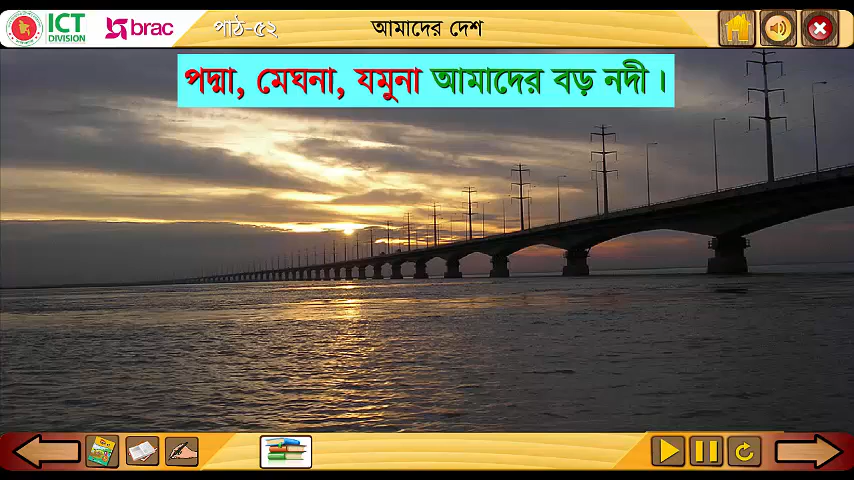 ICT
DIVISION
brac
পাঠ-৫২
আমাদের দেশ
পদ্মা, মেঘনা, যমুনা আমাদের বড় নদী।